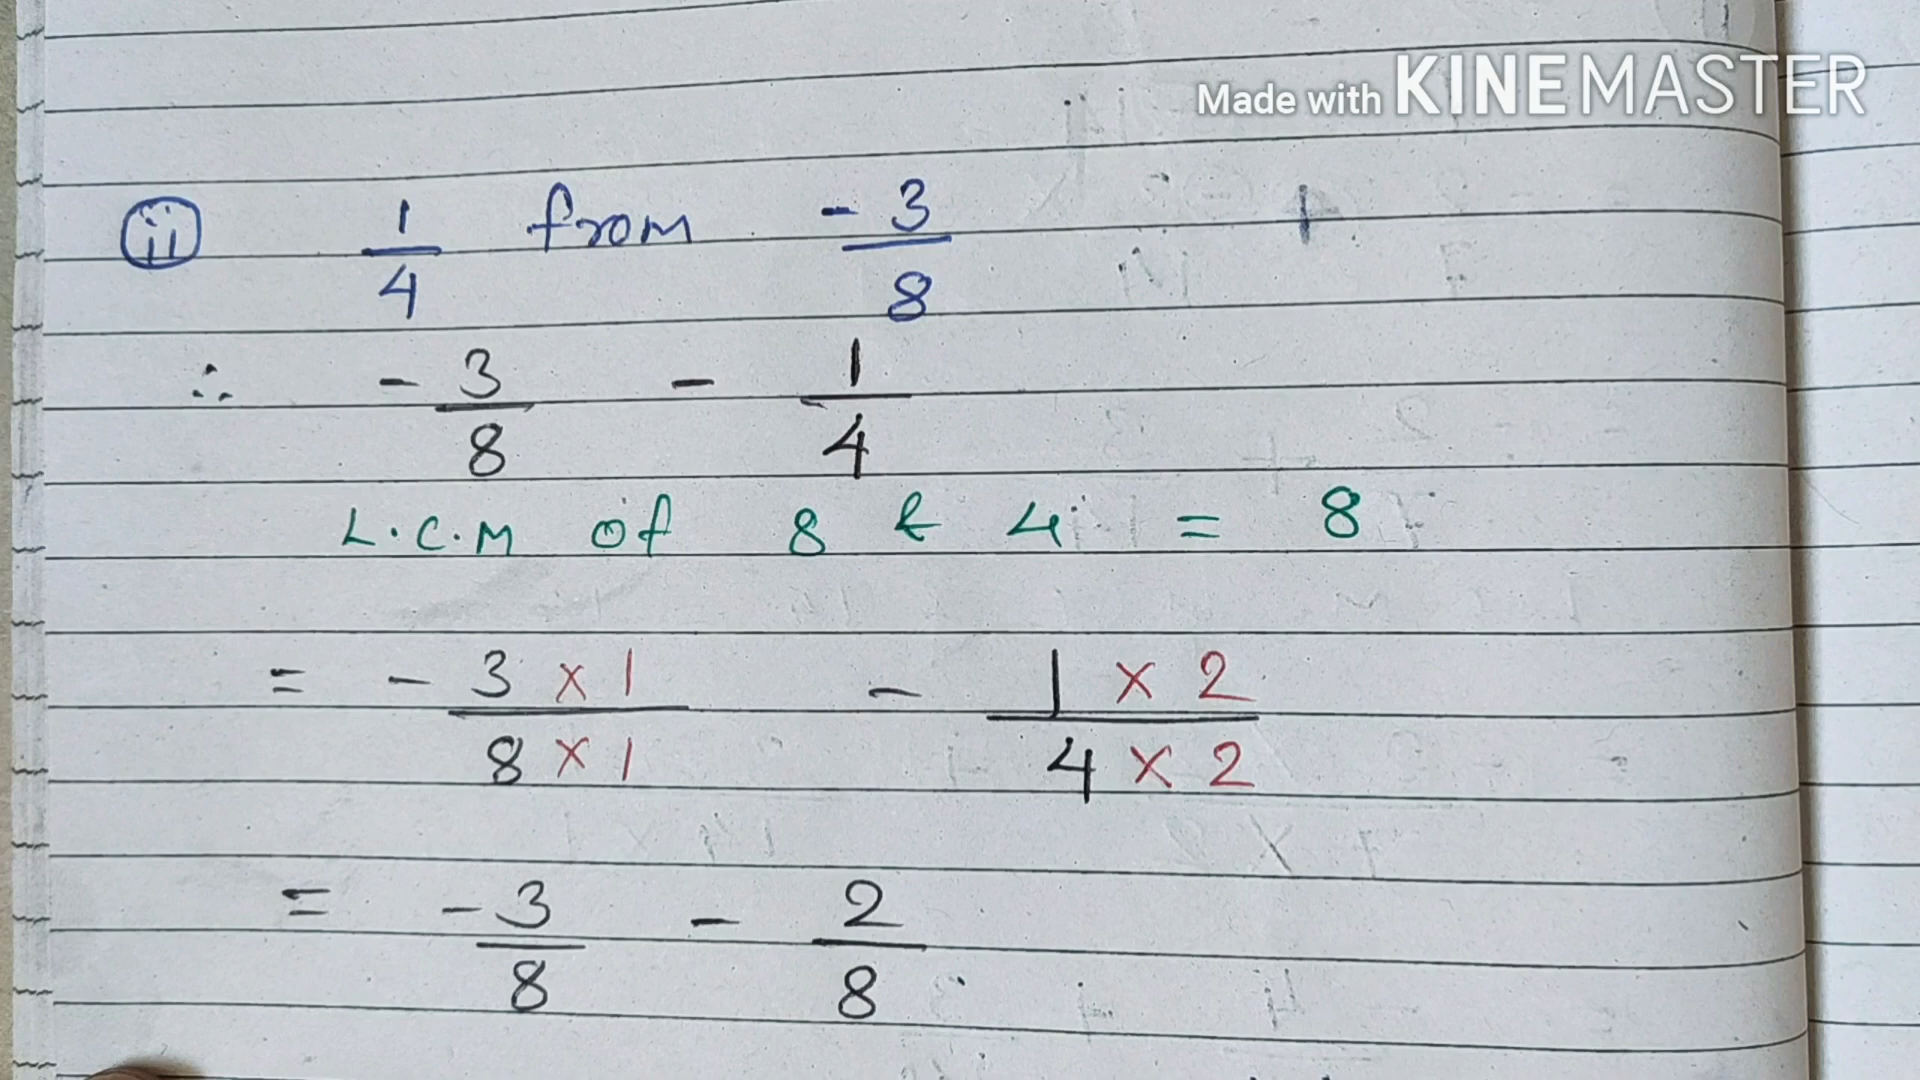 Made with KINEMASTER
(ii) 1/4 from -3/8
∴ -3/8 - 1/4
L.C.M of 8 & 4 = 8
= -3×1/8×1 - 1×2/4×2
= -3/8 - 2/8